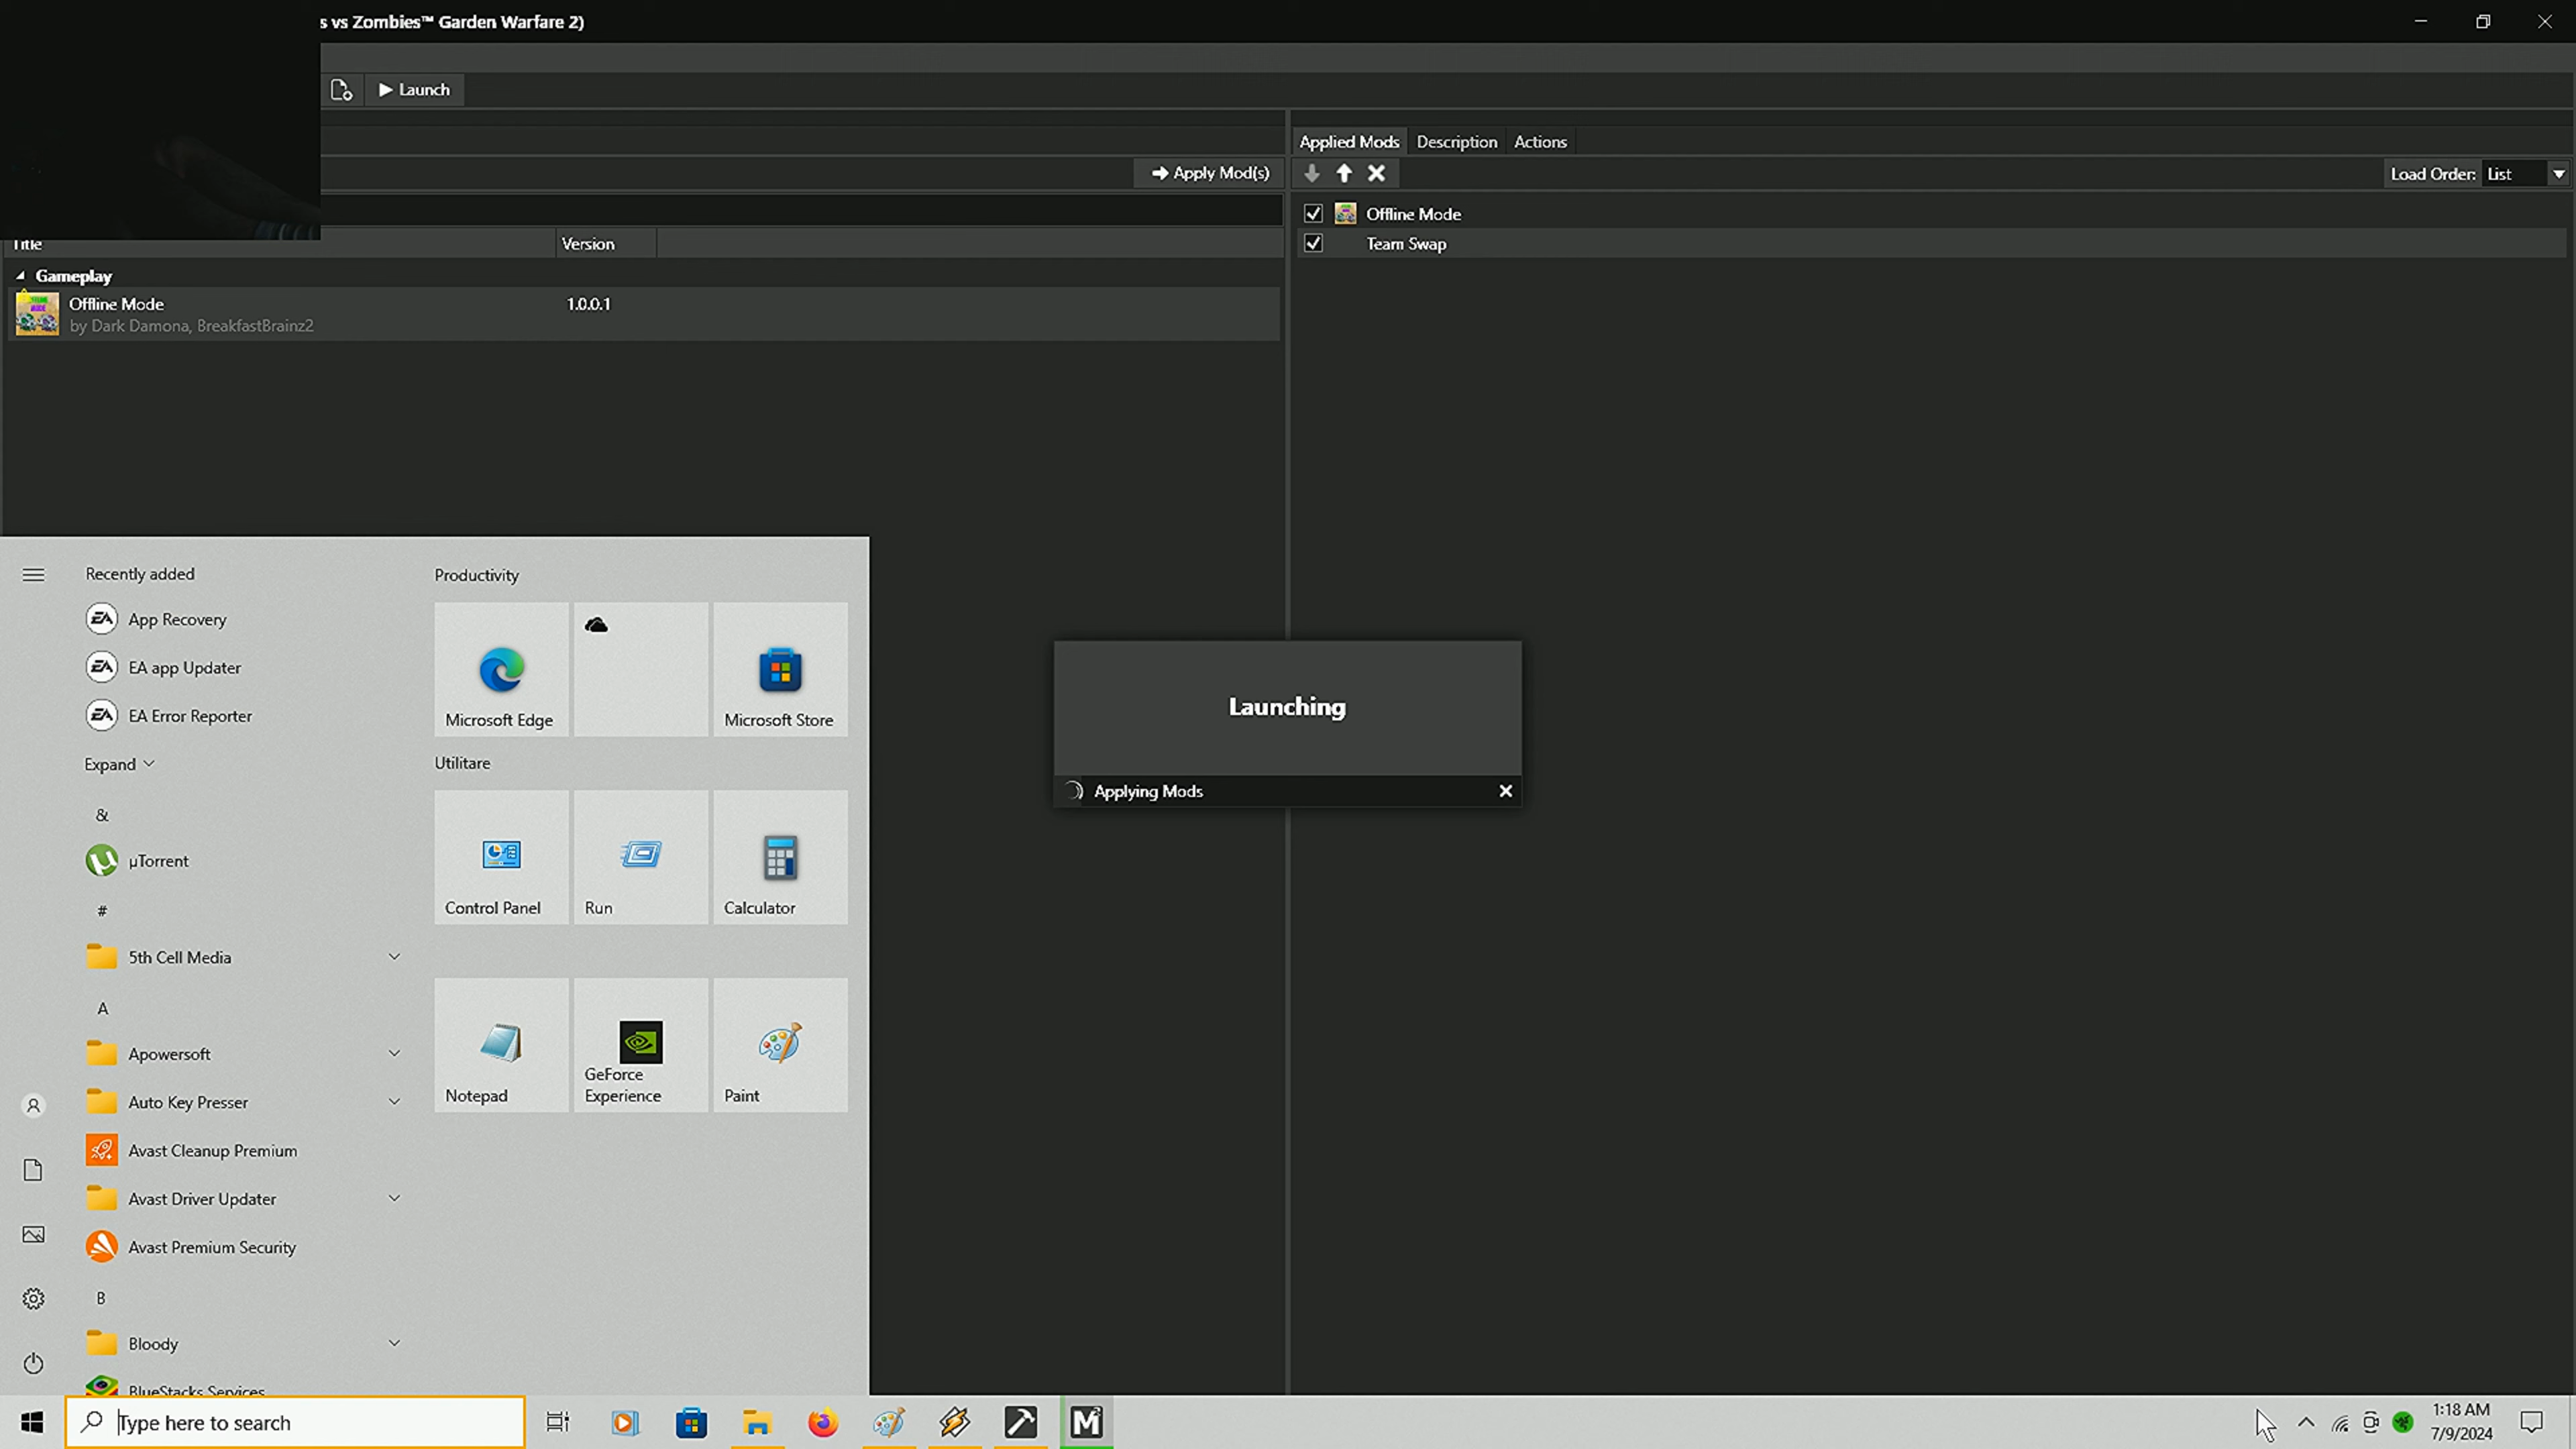 s vs Zombies™ Garden Warfare 2)
Launch
Applied Mods
Description
Actions
Apply Mod(s)
Load Order:
List
Offline Mode
Team Swap
Title
Version
Gameplay
Offline Mode
1.0.0.1
by Dark Damona, BreakfastBrainz2
Launching
Applying Mods
Recently added
App Recovery
EA app Updater
EA Error Reporter
Expand
&
µTorrent
#
5th Cell Media
A
Apowersoft
Auto Key Presser
Avast Cleanup Premium
Avast Driver Updater
Avast Premium Security
B
Bloody
BlueStacks Services
Productivity
Microsoft Edge
Microsoft Store
Utilitare
Control Panel
Run
Calculator
Notepad
GeForce
Experience
Paint
Type here to search
1:18 AM
7/9/2024